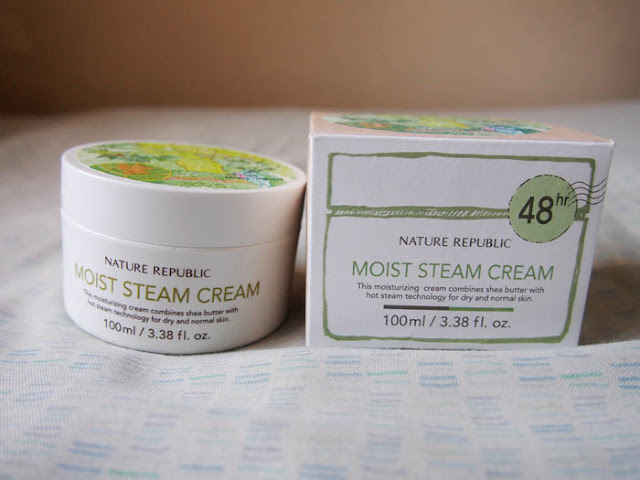 NATURE REPUBLIC
MOIST STEAM CREAM
This moisturizing cream combines shea butter with
hot steam technology for dry and normal skin.
100ml / 3.38 fl. oz.
48hr
NATURE REPUBLIC
MOIST STEAM CREAM
This moisturizing cream combines shea butter with
hot steam technology for dry and normal skin.
100ml / 3.38 fl. oz.